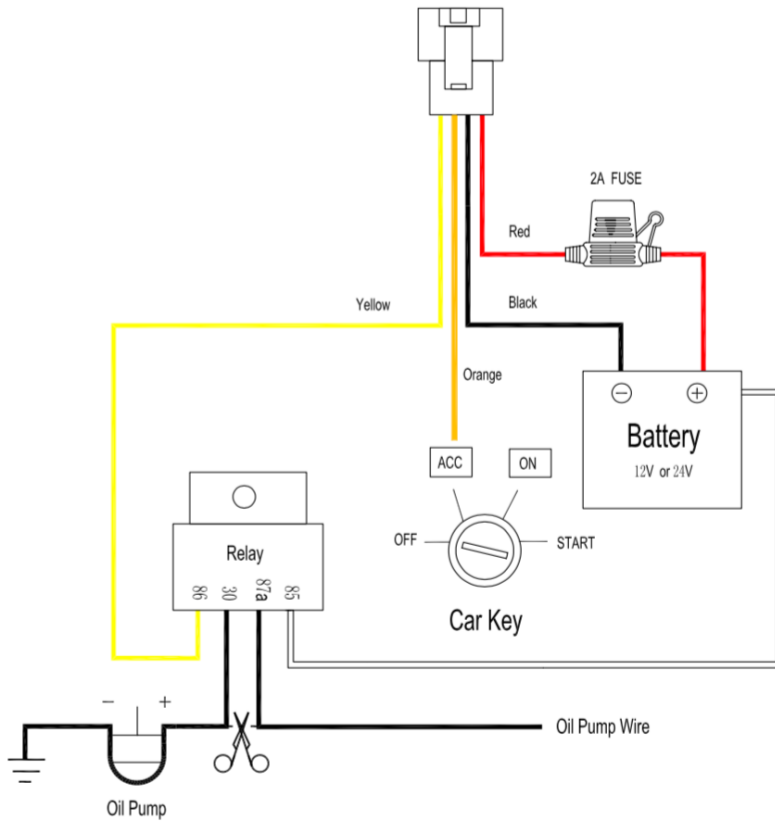 2A FUSE
Red
Yellow
Black
Orange
− +
Battery
12V or 24V
ACC
ON
OFF
START
Car Key
Relay
86
30
87a
85
− +
Oil Pump Wire
Oil Pump